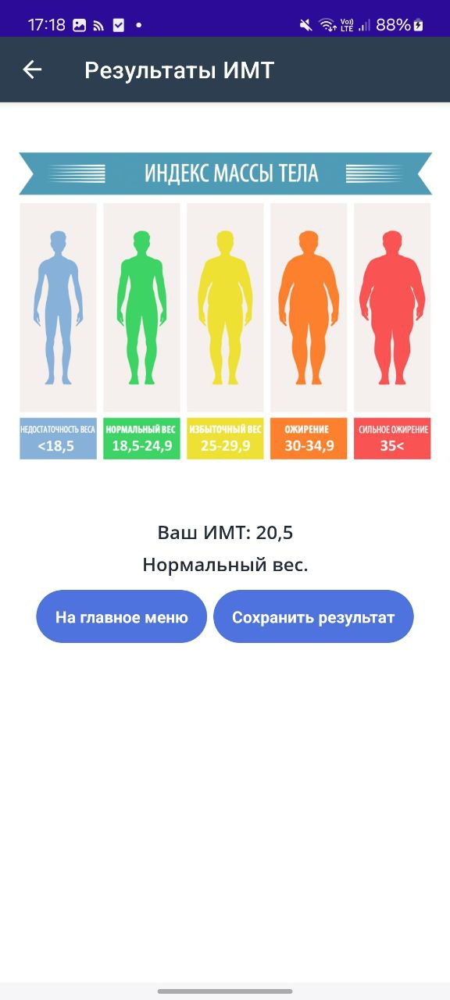 17:18
Vo))
LTE
88%
Результаты ИМТ
ИНДЕКС МАССЫ ТЕЛА
НЕДОСТАТОЧНОСТЬ ВЕСА
<18,5
НОРМАЛЬНЫЙ ВЕС
18,5-24,9
ИЗБЫТОЧНЫЙ ВЕС
25-29,9
ОЖИРЕНИЕ
30-34,9
СИЛЬНОЕ ОЖИРЕНИЕ
35<
Ваш ИМТ: 20,5
Нормальный вес.
На главное меню
Сохранить результат